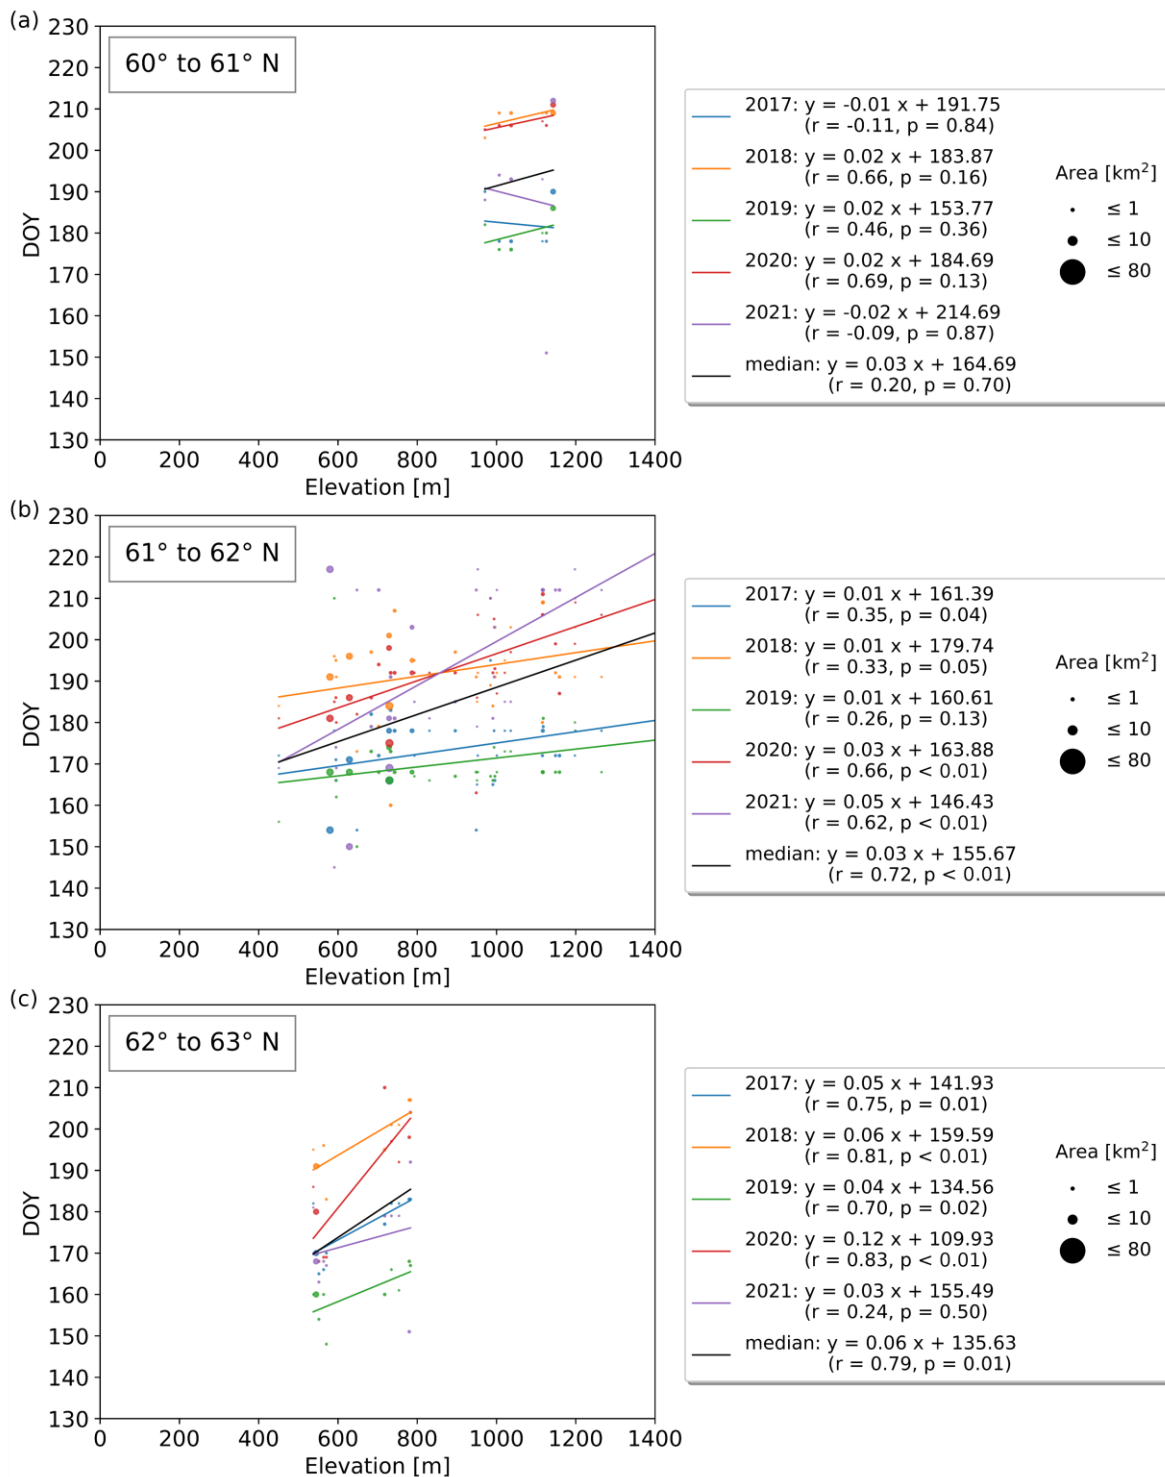 (a)
230
220
210
200
190
180
170
160
150
140
130
DOY
60° to 61° N
0 200 400 600 800 1000 1200 1400
Elevation [m]
2017: y = -0.01 x + 191.75
(r = -0.11, p = 0.84)
2018: y = 0.02 x + 183.87
(r = 0.66, p = 0.16)
2019: y = 0.02 x + 153.77
(r = 0.46, p = 0.36)
2020: y = 0.02 x + 184.69
(r = 0.69, p = 0.13)
2021: y = -0.02 x + 214.69
(r = -0.09, p = 0.87)
median: y = 0.03 x + 164.69
(r = 0.20, p = 0.70)
Area [km²]
≤ 1
≤ 10
≤ 80
(b)
230
220
210
200
190
180
170
160
150
140
130
DOY
61° to 62° N
0 200 400 600 800 1000 1200 1400
Elevation [m]
2017: y = 0.01 x + 161.39
(r = 0.35, p = 0.04)
2018: y = 0.01 x + 179.74
(r = 0.33, p = 0.05)
2019: y = 0.01 x + 160.61
(r = 0.26, p = 0.13)
2020: y = 0.03 x + 163.88
(r = 0.66, p < 0.01)
2021: y = 0.05 x + 146.43
(r = 0.62, p < 0.01)
median: y = 0.03 x + 155.67
(r = 0.72, p < 0.01)
Area [km²]
≤ 1
≤ 10
≤ 80
(c)
230
220
210
200
190
180
170
160
150
140
130
DOY
62° to 63° N
0 200 400 600 800 1000 1200 1400
Elevation [m]
2017: y = 0.05 x + 141.93
(r = 0.75, p = 0.01)
2018: y = 0.06 x + 159.59
(r = 0.81, p < 0.01)
2019: y = 0.04 x + 134.56
(r = 0.70, p = 0.02)
2020: y = 0.12 x + 109.93
(r = 0.83, p < 0.01)
2021: y = 0.03 x + 155.49
(r = 0.24, p = 0.50)
median: y = 0.06 x + 135.63
(r = 0.79, p = 0.01)
Area [km²]
≤ 1
≤ 10
≤ 80